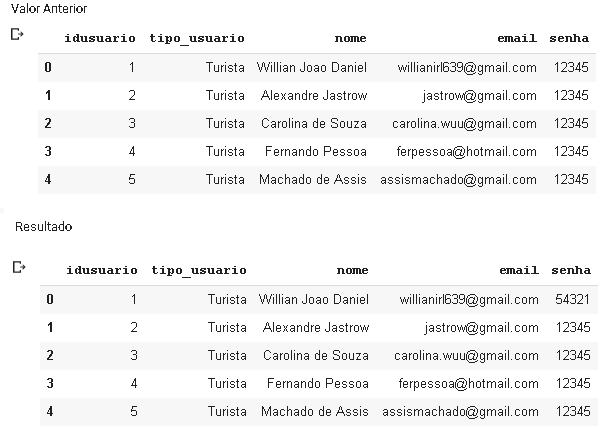 Valor Anterior
idusuario tipo_usuario nome email senha
0 1 Turista Willian Joao Daniel willianirl639@gmail.com 12345
1 2 Turista Alexandre Jastrow jastrow@gmail.com 12345
2 3 Turista Carolina de Souza carolina.wuu@gmail.com 12345
3 4 Turista Fernando Pessoa ferpessoa@hotmail.com 12345
4 5 Turista Machado de Assis assismachado@gmail.com 12345
Resultado
idusuario tipo_usuario nome email senha
0 1 Turista Willian Joao Daniel willianirl639@gmail.com 54321
1 2 Turista Alexandre Jastrow jastrow@gmail.com 12345
2 3 Turista Carolina de Souza carolina.wuu@gmail.com 12345
3 4 Turista Fernando Pessoa ferpessoa@hotmail.com 12345
4 5 Turista Machado de Assis assismachado@gmail.com 12345